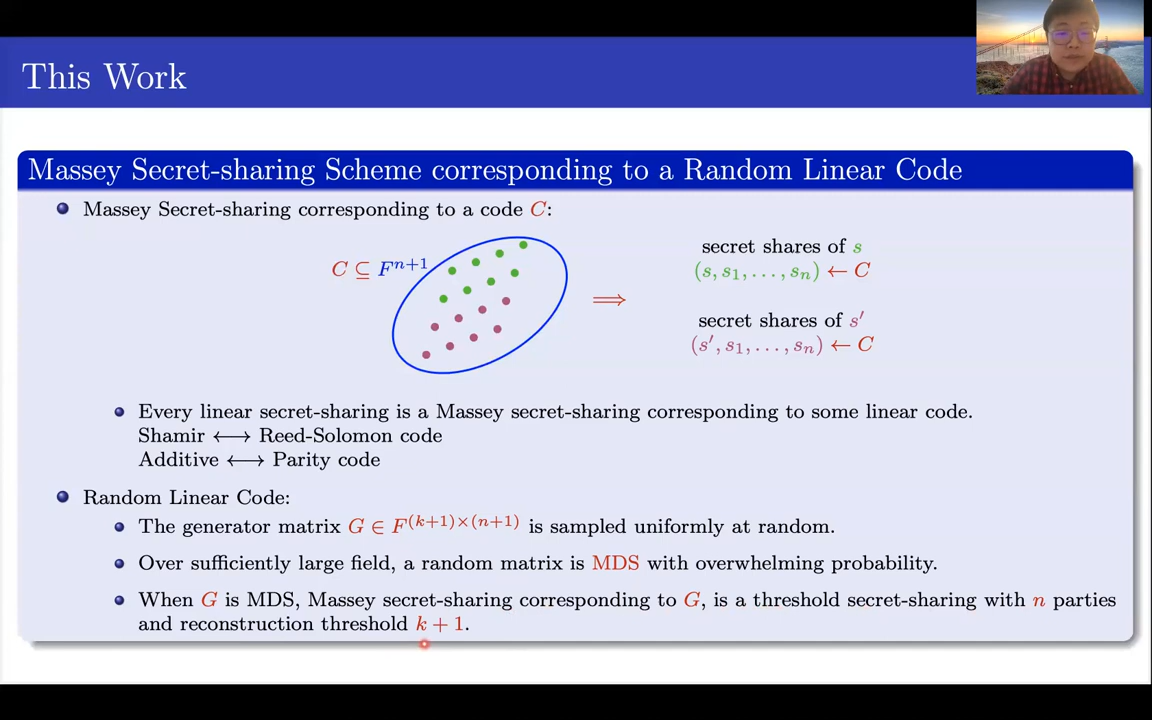 This Work
Massey Secret-sharing Scheme corresponding to a Random Linear Code
Massey Secret-sharing corresponding to a code C:
C ⊆ Fⁿ⁺¹
secret shares of s
(s, s₁, . . . , sₙ) ← C
⟹
secret shares of s′
(s′, s₁, . . . , sₙ) ← C
Every linear secret-sharing is a Massey secret-sharing corresponding to some linear code.
Shamir ⟷ Reed-Solomon code
Additive ⟷ Parity code
Random Linear Code:
The generator matrix G ∈ F⁽ᵏ⁺¹⁾ˣ⁽ⁿ⁺¹⁾ is sampled uniformly at random.
Over sufficiently large field, a random matrix is MDS with overwhelming probability.
When G is MDS, Massey secret-sharing corresponding to G, is a threshold secret-sharing with n parties
and reconstruction threshold k + 1.